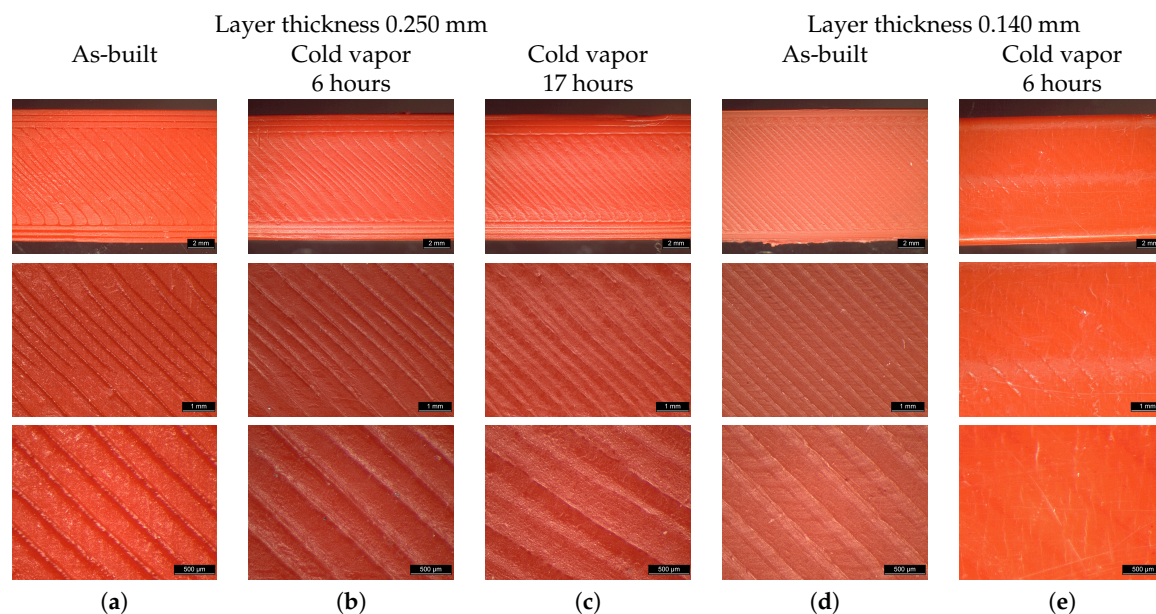 Layer thickness 0.250 mm Layer thickness 0.140 mm
As-built Cold vapor Cold vapor As-built Cold vapor
6 hours 17 hours 6 hours
2 mm 2 mm 2 mm 2 mm 2 mm
1 mm 1 mm 1 mm 1 mm 1 mm
500 µm 500 µm 500 µm 500 µm 500 µm
(a) (b) (c) (d) (e)